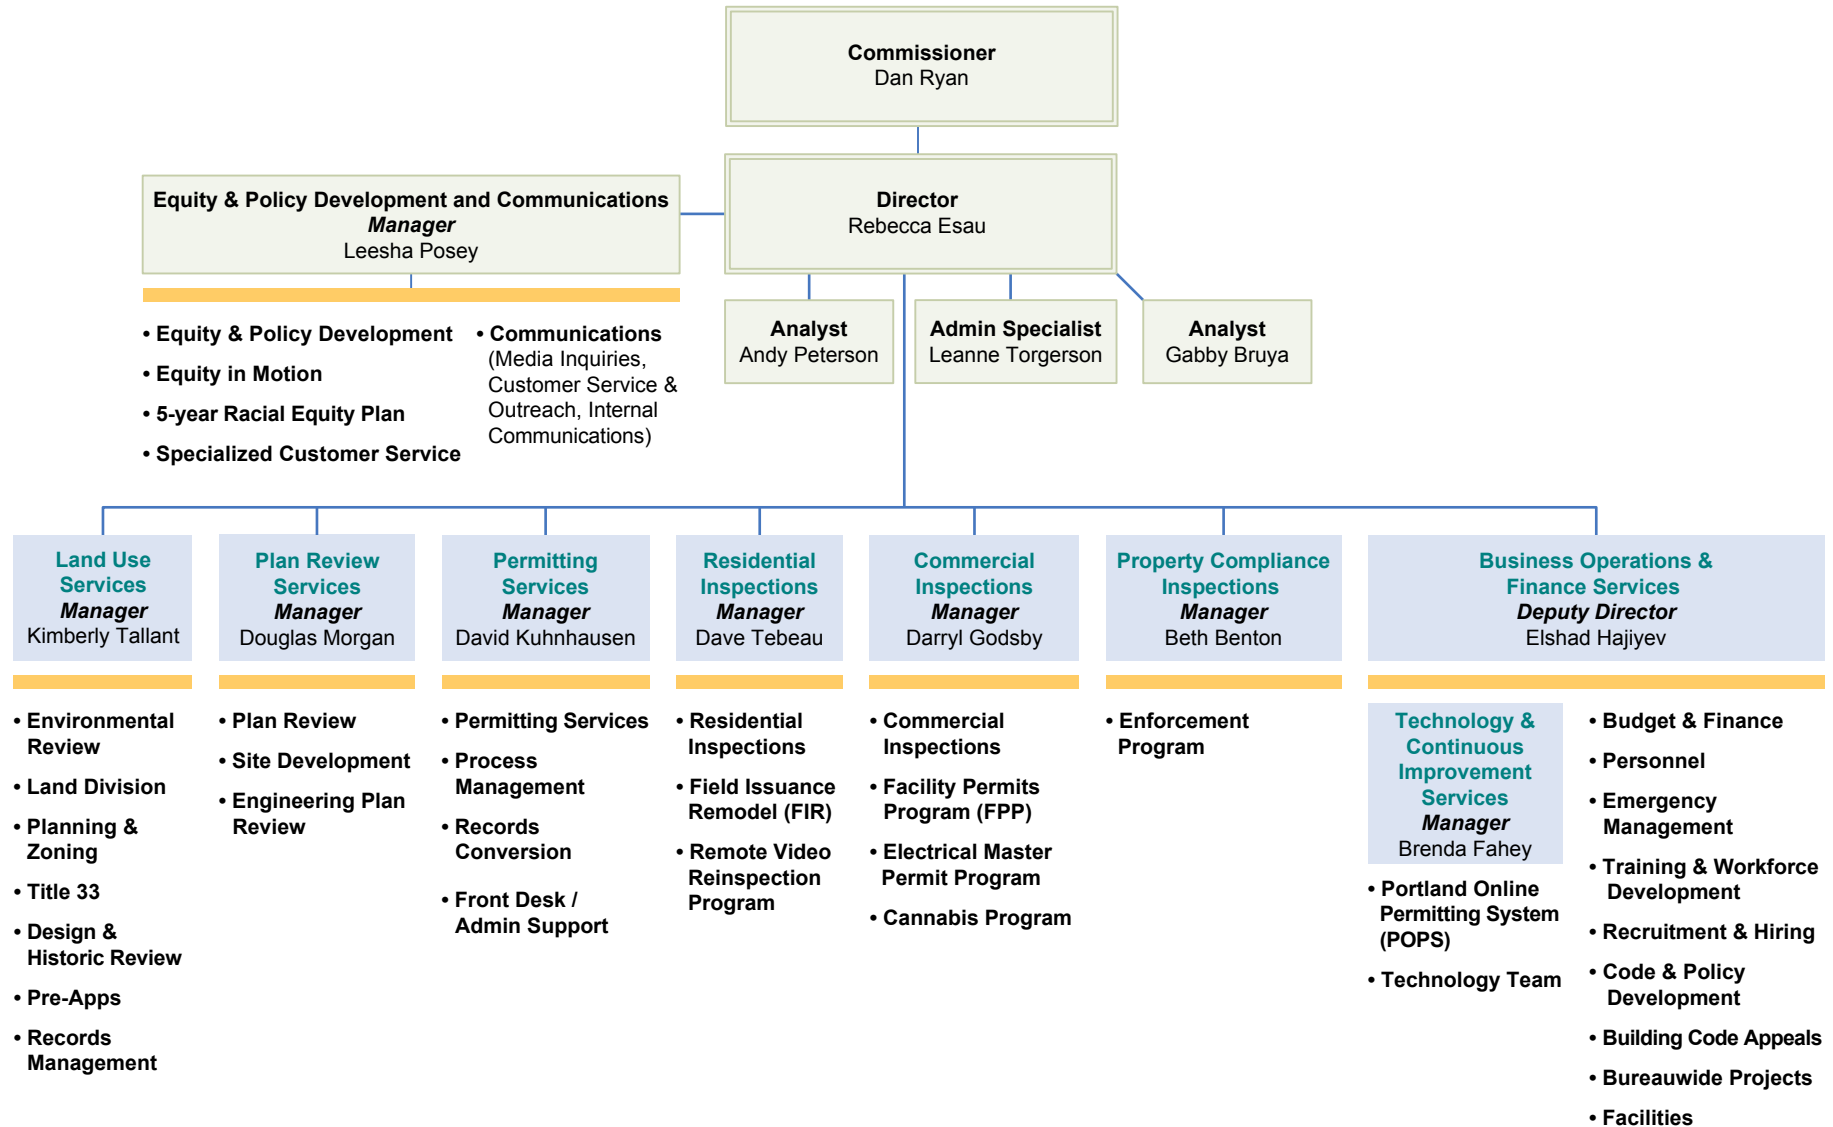 Commissioner
Dan Ryan
Director
Rebecca Esau
Equity & Policy Development and Communications
Manager
Leesha Posey
• Equity & Policy Development
• Equity in Motion
• 5-year Racial Equity Plan
• Specialized Customer Service
• Communications
(Media Inquiries,
Customer Service &
Outreach, Internal
Communications)
Analyst
Andy Peterson
Admin Specialist
Leanne Torgerson
Analyst
Gabby Bruya
Land Use
Services
Manager
Kimberly Tallant
• Environmental
Review
• Land Division
• Planning &
Zoning
• Title 33
• Design &
Historic Review
• Pre-Apps
• Records
Management
Plan Review
Services
Manager
Douglas Morgan
• Plan Review
• Site Development
• Engineering Plan
Review
Permitting
Services
Manager
David Kuhnhausen
• Permitting Services
• Process
Management
• Records
Conversion
• Front Desk /
Admin Support
Residential
Inspections
Manager
Dave Tebeau
• Residential
Inspections
• Field Issuance
Remodel (FIR)
• Remote Video
Reinspection
Program
Commercial
Inspections
Manager
Darryl Godsby
• Commercial
Inspections
• Facility Permits
Program (FPP)
• Electrical Master
Permit Program
• Cannabis Program
Property Compliance
Inspections
Manager
Beth Benton
• Enforcement
Program
Business Operations &
Finance Services
Deputy Director
Elshad Hajiyev
Technology &
Continuous
Improvement
Services
Manager
Brenda Fahey
• Portland Online
Permitting System
(POPS)
• Technology Team
• Budget & Finance
• Personnel
• Emergency
Management
• Training & Workforce
Development
• Recruitment & Hiring
• Code & Policy
Development
• Building Code Appeals
• Bureauwide Projects
• Facilities